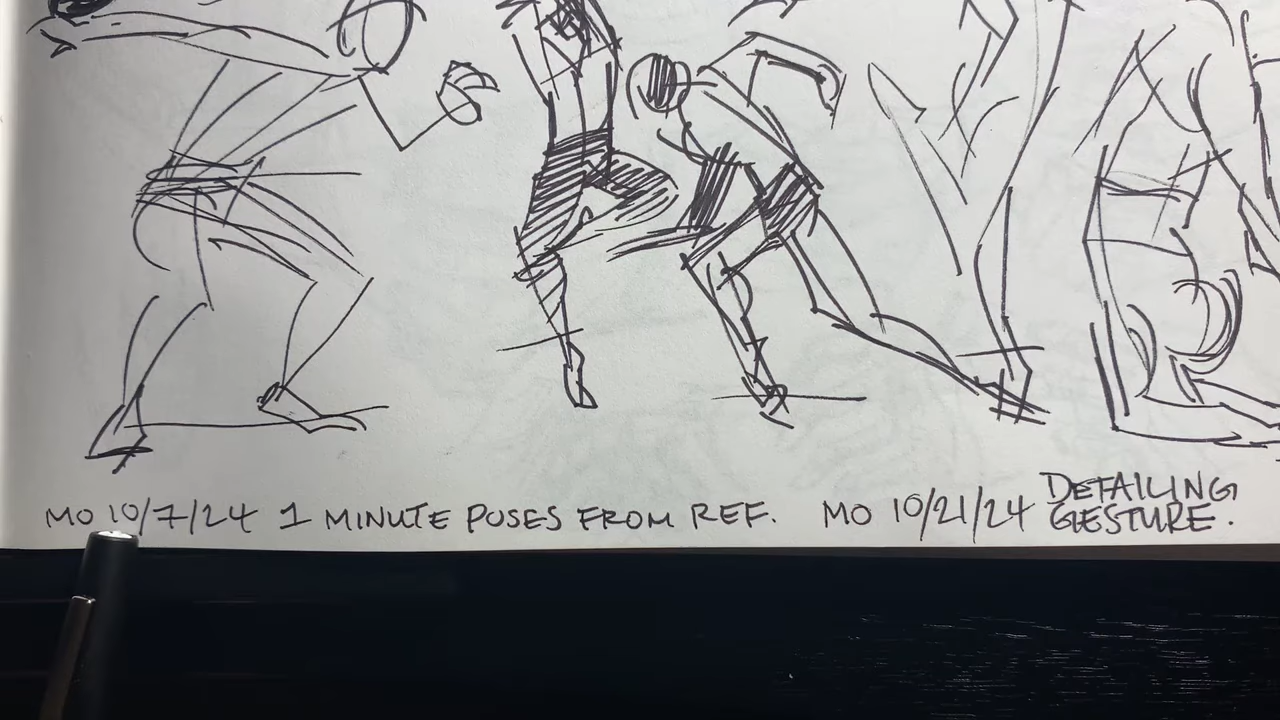 MO 10/7/24 1 MINUTE POSES FROM REF.
MO 10/21/24 DETAILING
GESTURE.